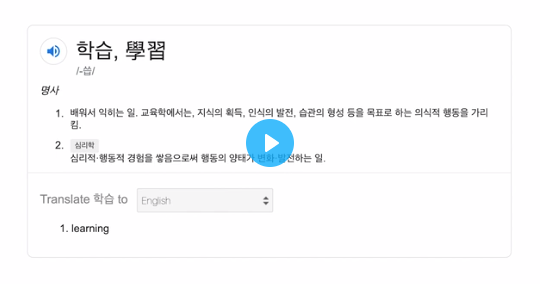 학습, 學習
/-씁/
명사
1. 배워서 익히는 일. 교육학에서는, 지식의 획득, 인식의 발전, 습관의 형성 등을 목표로 하는 의식적 행동을 가리
킴.
2. 심리학
심리적·행동적 경험을 쌓음으로써 행동의 양태가 변화·발전하는 일.
Translate 학습 to English
1. learning